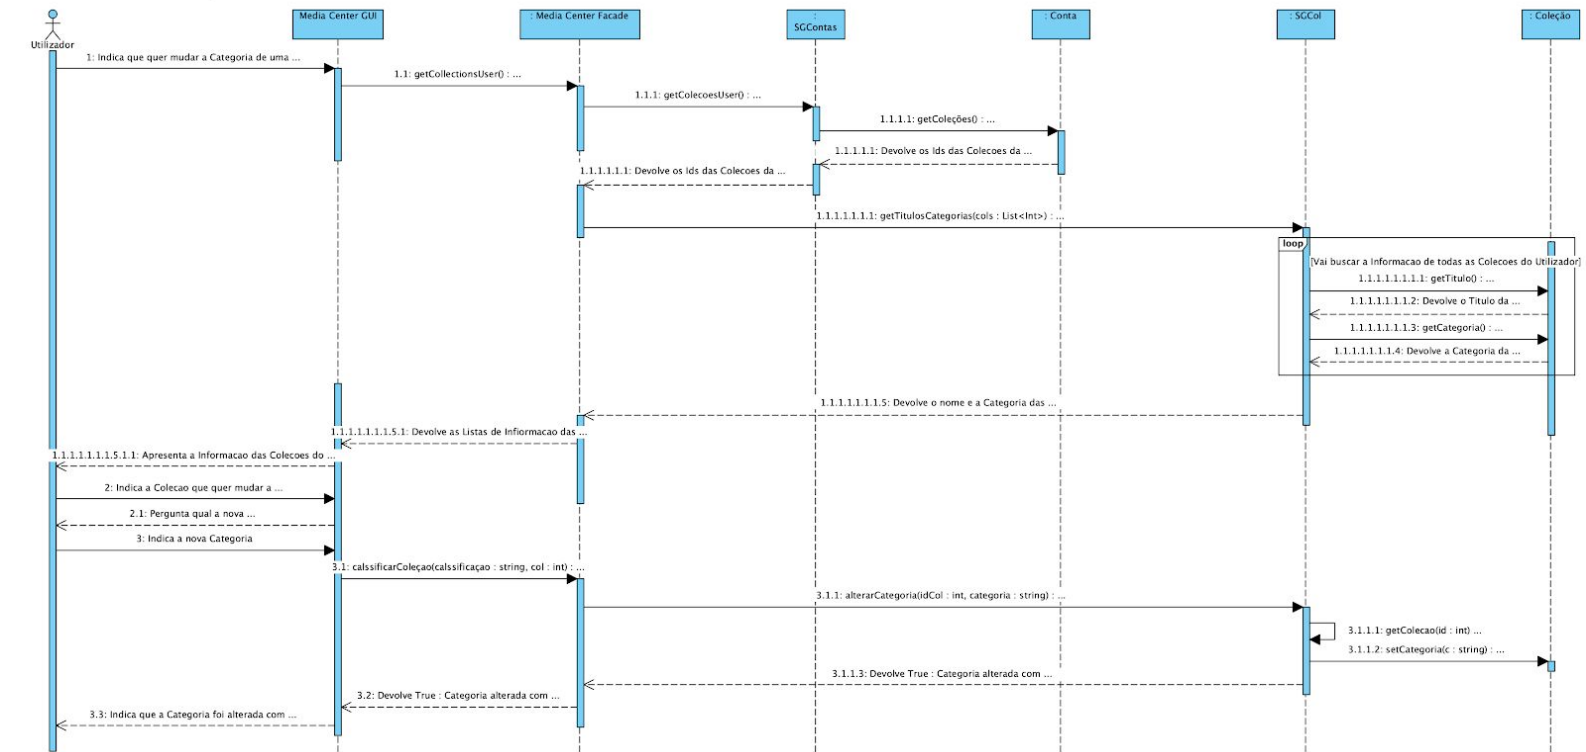 Utilizador
Media Center GUI
: Media Center Facade
:
SGContas
: Conta
: SGCol
: Coleção
1: Indica que quer mudar a Categoria de uma ...
1.1: getCollectionsUser() : ...
1.1.1: getColecoesUser() : ...
1.1.1.1: getColeções() : ...
1.1.1.1.1: Devolve os Ids das Colecoes da ...
1.1.1.1.1.1: Devolve os Ids das Colecoes da ...
1.1.1.1.1.1.1: getTitulosCategorias(cols : List<Int>) : ...
loop
[Vai buscar a Informacao de todas as Colecoes do Utilizador]
1.1.1.1.1.1.1.1: getTitulo() : ...
1.1.1.1.1.1.1.2: Devolve o Titulo da ...
1.1.1.1.1.1.1.3: getCategoria() : ...
1.1.1.1.1.1.1.4: Devolve a Categoria da ...
1.1.1.1.1.1.1.5: Devolve o nome e a Categoria das ...
1.1.1.1.1.1.1.5.1: Devolve as Listas de Infiormacao das ...
1.1.1.1.1.1.1.5.1.1: Apresenta a Informacao das Colecoes do ...
2: Indica a Colecao que quer mudar a ...
2.1: Pergunta qual a nova ...
3: Indica a nova Categoria
3.1: calssificarColeçao(calssificaçao : string, col : int) : ...
3.1.1: alterarCategoria(idCol : int, categoria : string) : ...
3.1.1.1: getColecao(id : int) ...
3.1.1.2: setCategoria(c : string) : ...
3.1.1.3: Devolve True : Categoria alterada com ...
3.2: Devolve True : Categoria alterada com ...
3.3: Indica que a Categoria foi alterada com ...